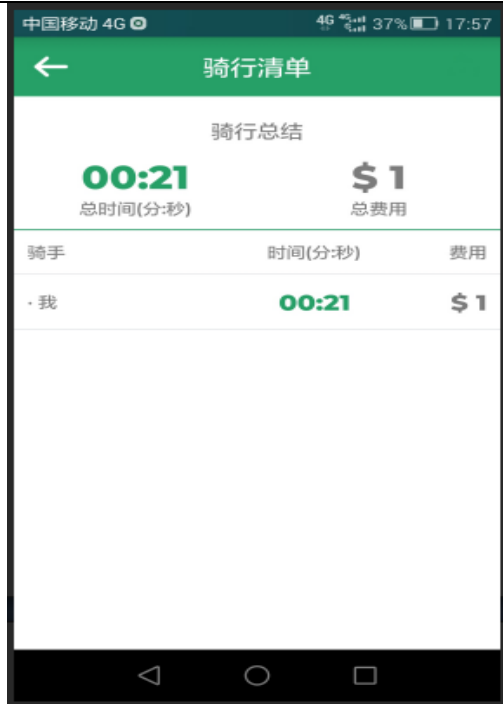 中国移动 4G 4G 4G 37% 17:57
骑行清单
骑行总结
00:21 $ 1
总时间(分:秒) 总费用
骑手 时间(分:秒) 费用
· 我 00:21 $ 1